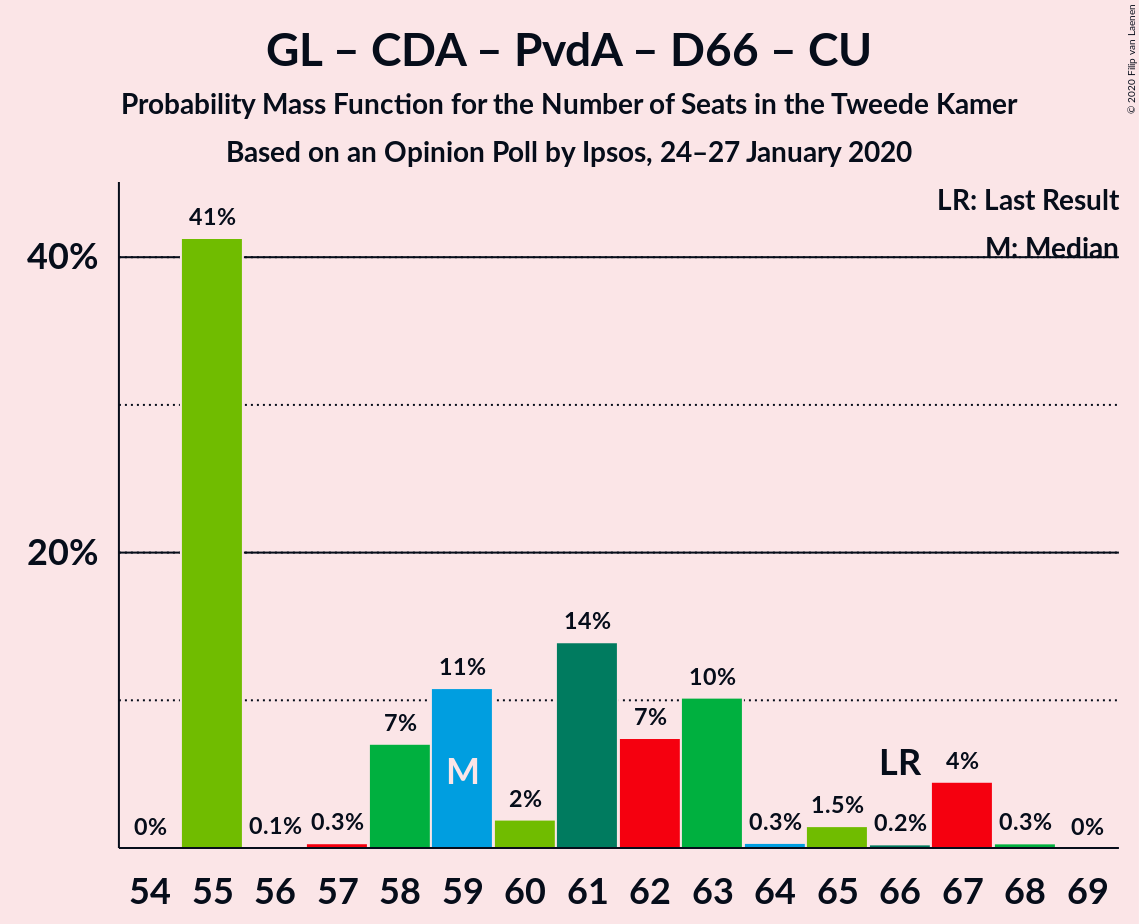 GL – CDA – PvdA – D66 – CU
Probability Mass Function for the Number of Seats in the Tweede Kamer
Based on an Opinion Poll by Ipsos, 24–27 January 2020
© 2020 Filip van Laenen
LR: Last Result
M: Median
40%
20%
0%
41%
0.1%
0.3%
7%
11%
2%
14%
7%
10%
0.3%
1.5%
0.2%
4%
0.3%
0%
M
LR
54 55 56 57 58 59 60 61 62 63 64 65 66 67 68 69